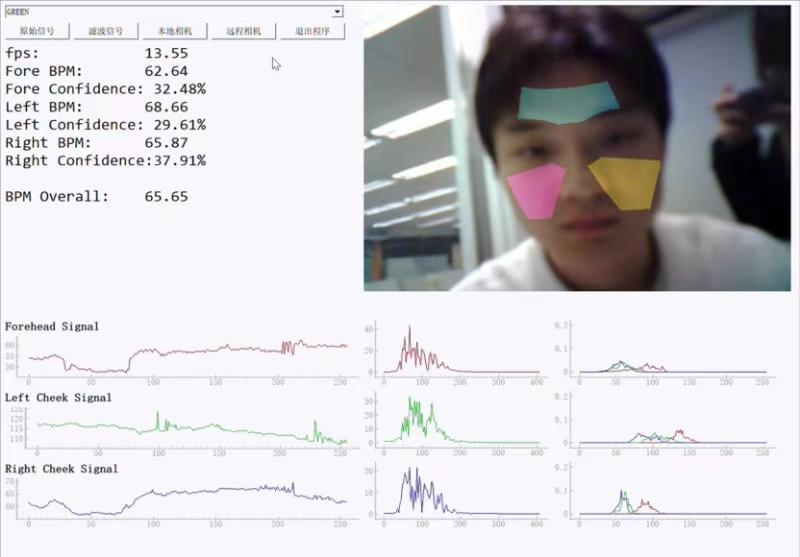 GREEN
原始信号 滤波信号 本地相机 远程相机 退出程序
fps: 13.55
Fore BPM: 62.64
Fore Confidence: 32.48%
Left BPM: 68.66
Left Confidence: 29.61%
Right BPM: 65.87
Right Confidence:37.91%
BPM Overall: 65.65
Forehead Signal
60
55
50
0 50 100 150 200 250
40
20
0
0 100 200 300 400
0.2
0.1
0
0 50 100 150 200 250
Left Cheek Signal
125
120
115
110
0 50 100 150 200 250
30
20
10
0
0 100 200 300 400
0.2
0.1
0
0 50 100 150 200 250
Right Cheek Signal
70
65
60
0 50 100 150 200 250
20
10
0
0 100 200 300 400
0.2
0.1
0
0 50 100 150 200 250